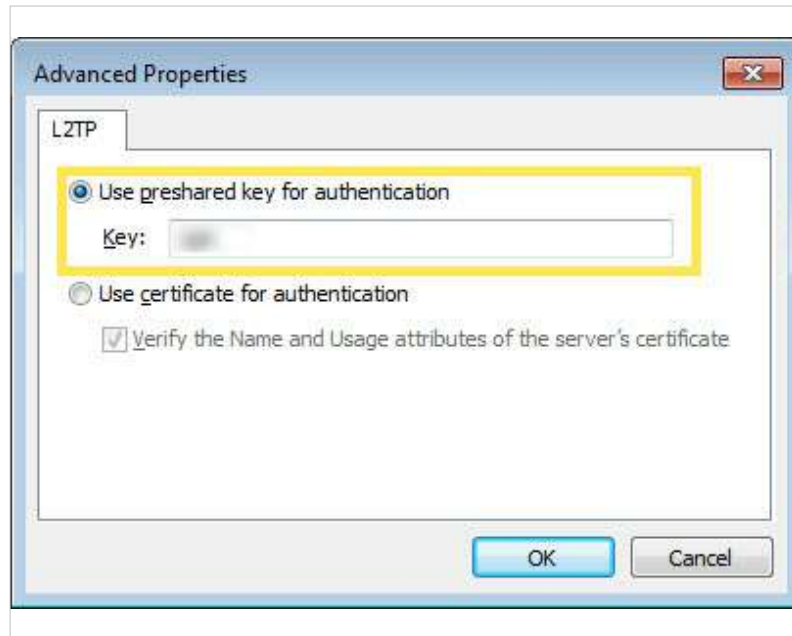 Advanced Properties
L2TP
Use preshared key for authentication
Key:
Use certificate for authentication
Verify the Name and Usage attributes of the server's certificate
OK Cancel